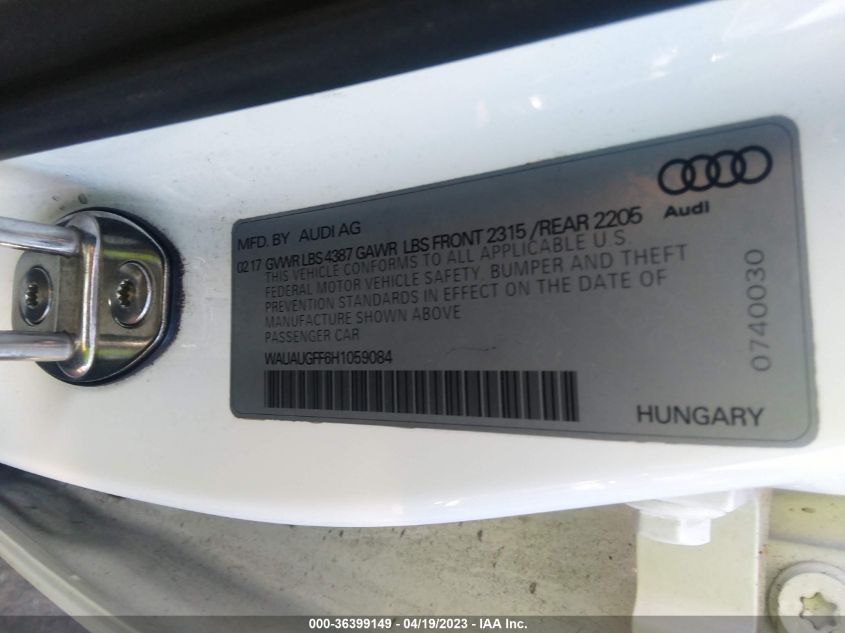 Audi
MFD. BY AUDI AG
02 17 GVWR LBS 4387 GAWR LBS FRONT 2315 / REAR 2205
THIS VEHICLE CONFORMS TO ALL APPLICABLE U.S.
FEDERAL MOTOR VEHICLE SAFETY, BUMPER AND THEFT
PREVENTION STANDARDS IN EFFECT ON THE DATE OF
MANUFACTURE SHOWN ABOVE
PASSENGER CAR
WAUAUGFF6H1059084
0740030
HUNGARY
000-36399149 - 04/19/2023 - IAA Inc.